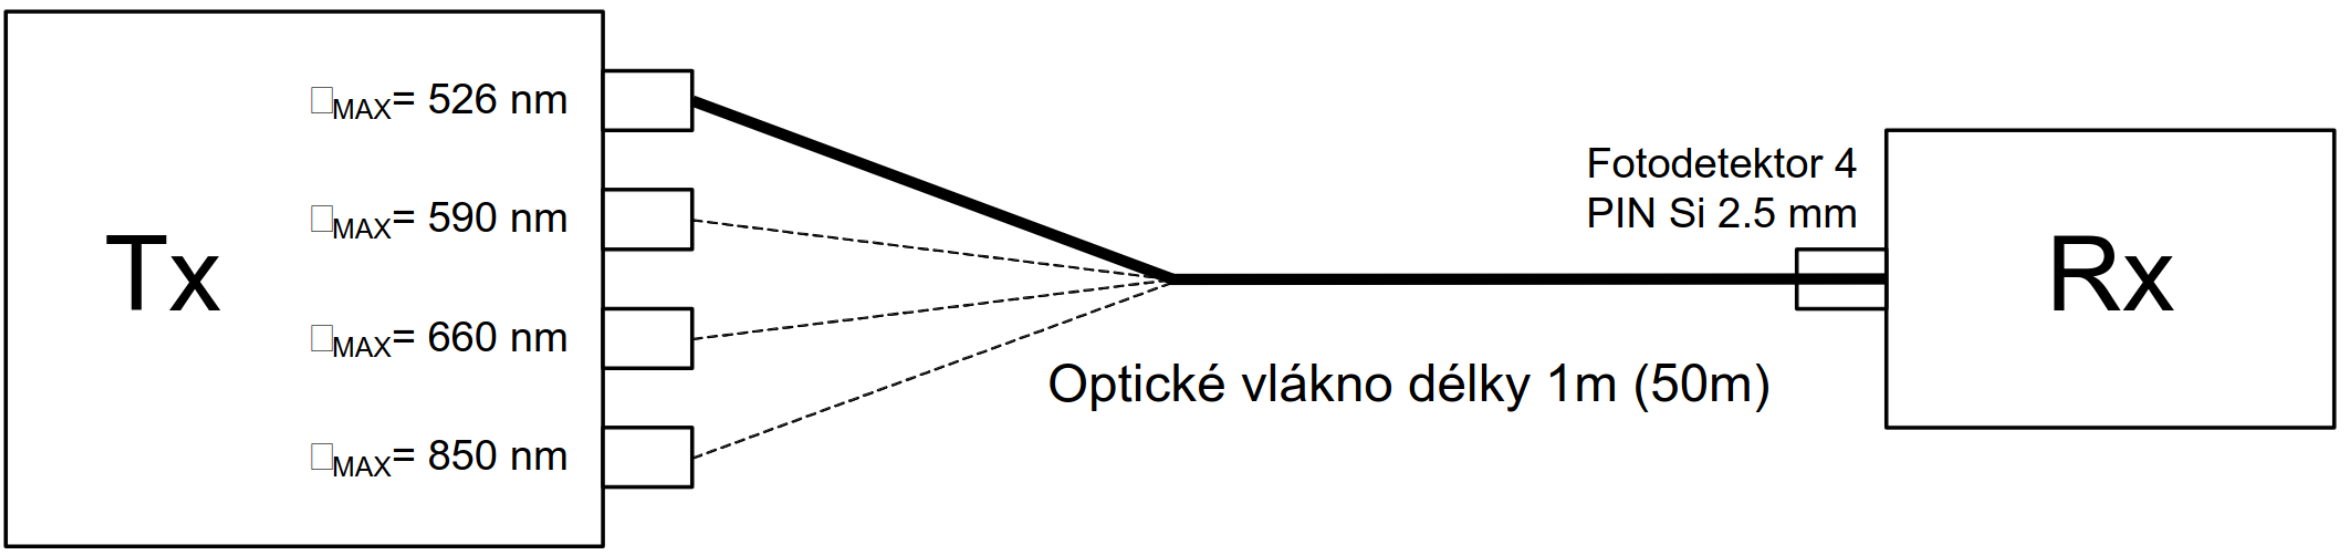 Tx
□MAX= 526 nm
□MAX= 590 nm
□MAX= 660 nm
□MAX= 850 nm
Optické vlákno délky 1m (50m)
Fotodetektor 4
PIN Si 2.5 mm
Rx